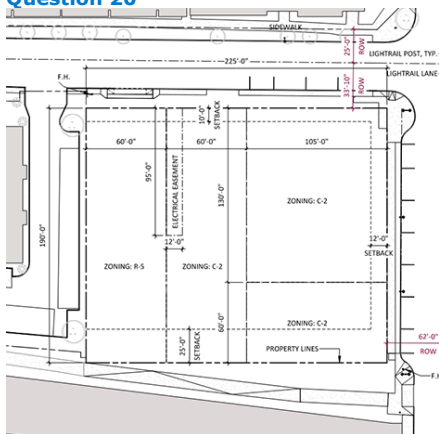 Question 20
SIDEWALK
25'-0"
ROW
LIGHTRAIL POST, TYP.
225'-0"
LIGHTRAIL LANE
F.H.
33'-10"
ROW
10'-0"
SETBACK
60'-0"
60'-0"
105'-0"
95'-0"
ELECTRICAL EASEMENT
130'-0"
ZONING: C-2
190'-0"
12'-0"
12'-0"
SETBACK
ZONING: R-5
ZONING: C-2
60'-0"
ZONING: C-2
25'-0"
SETBACK
PROPERTY LINES
62'-0"
ROW
F.H